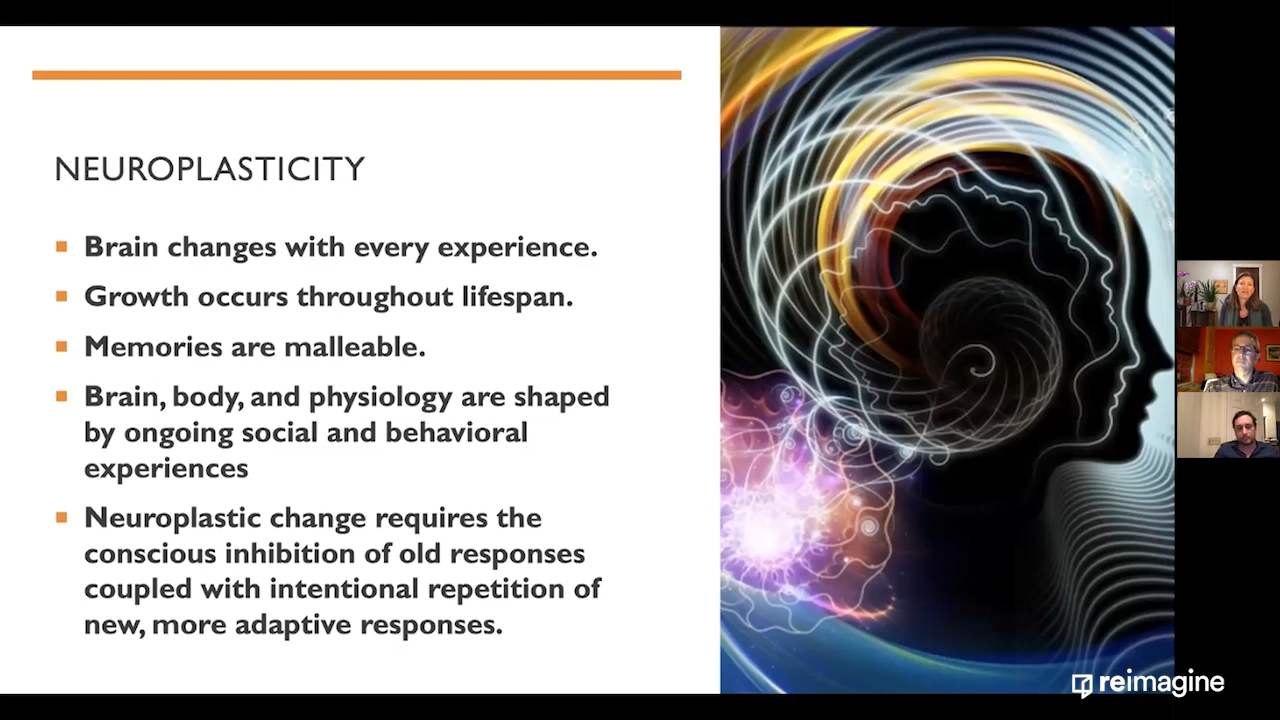 NEUROPLASTICITY
Brain changes with every experience.
Growth occurs throughout lifespan.
Memories are malleable.
Brain, body, and physiology are shaped
by ongoing social and behavioral
experiences
Neuroplastic change requires the
conscious inhibition of old responses
coupled with intentional repetition of
new, more adaptive responses.
reimagine